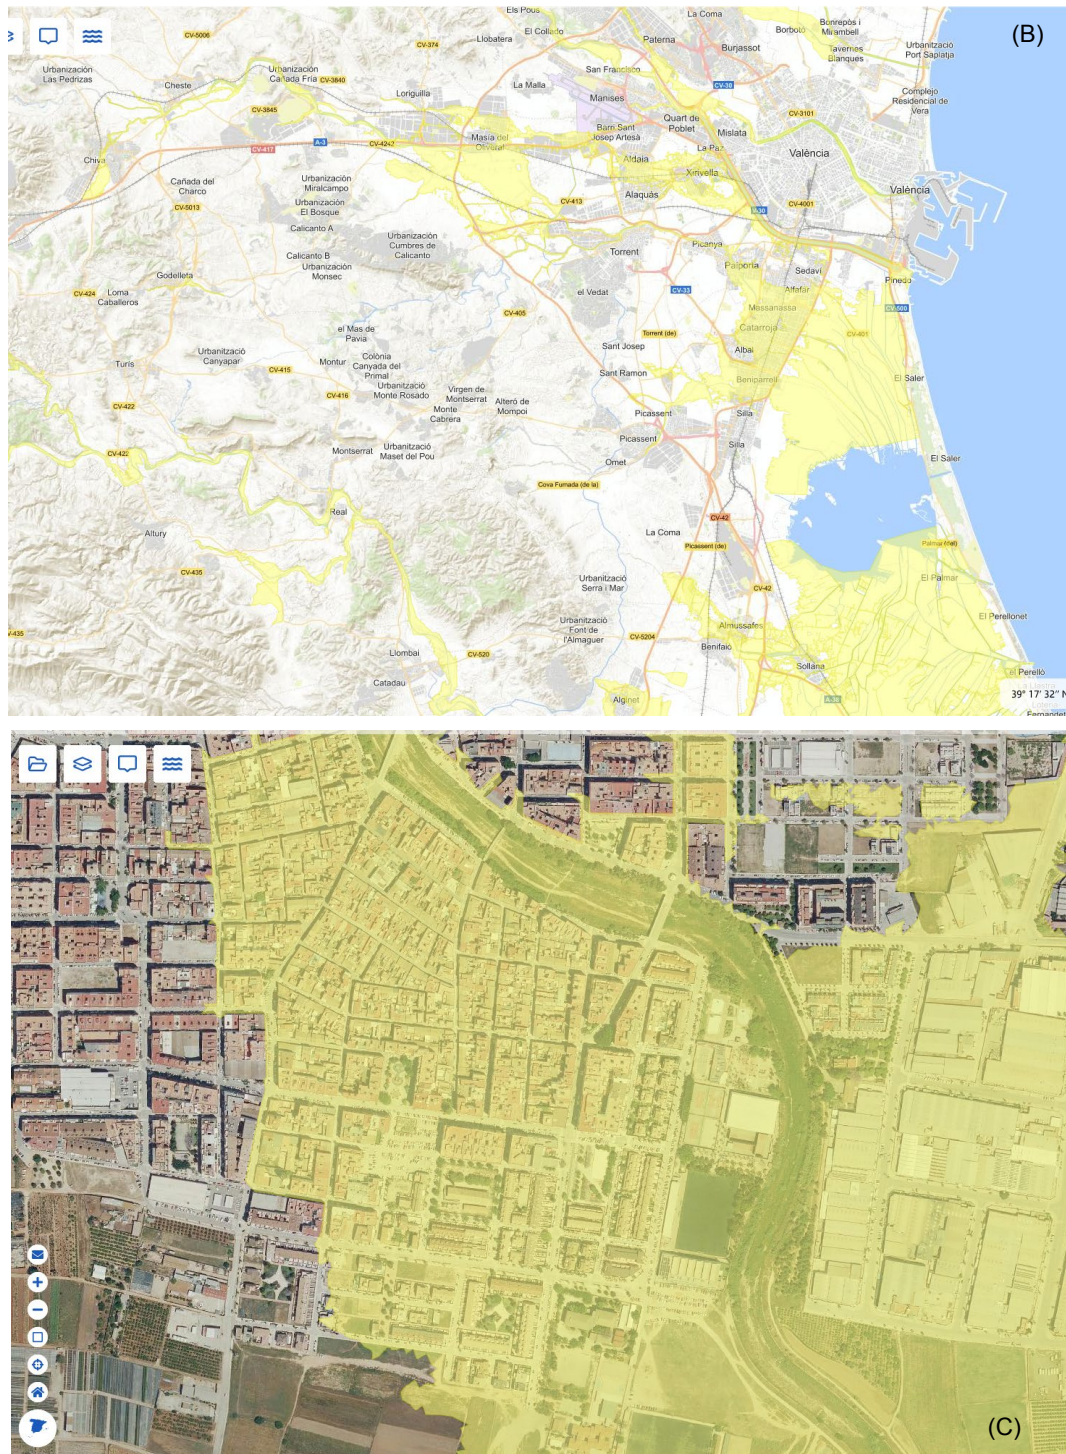 Els Pous
La Coma
Bonrepòs i
Mirambell
(B)
CV-5006
Llobatera
El Collado
CV-374
Paterna
Burjassot
Borbotó
Tavernes
Blanques
Urbanització
Port Saplatja
Urbanización
Las Pedrizas
Cheste
Urbanización
Cañada Fría
CV-3840
Loriguilla
La Malla
San Francisco
Manises
CV-30
Complejo
Residencial de
Vera
CV-3845
CV-3101
Quart de
Poblet
Mislata
Barri Sant
Josep Artesà
Masía del
Oliveral
A-3
CV-4242
CV-417
La Paz
València
Chiva
Aldaia
Xirivella
Cañada del
Charco
CV-5013
Urbanización
Miralcampo
Urbanización
El Bosque
Alaquàs
CV-413
València
CV-4001
V-30
Calicanto A
Urbanización
Cumbres de
Calicanto
Picanya
Torrent
Calicanto B
Urbanización
Monsec
Paiporta
Sedaví
Godelleta
Pinedo
CV-424
Loma
Caballeros
el Vedat
CV-33
Alfafar
CV-500
CV-405
Massanassa
el Mas de
Pavia
Torrent (de)
Catarroja
CV-401
Turís
Urbanització
Canyapar
Montur
Colònia
Canyada del
Primal
Sant Josep
Albal
CV-415
Sant Ramon
Beniparrell
El Saler
CV-416
Urbanització
Monte Rosado
Virgen de
Montserrat
Monte
Cabrera
Alteró de
Mompoi
CV-422
Picassent
Silla
Montserrat
Urbanització
Maset del Pou
Picassent
Silla
CV-422
Omet
El Saler
Cova Fumada (de la)
Real
CV-42
Altury
La Coma
Picassent (de)
Palmar (del)
CV-435
Urbanització
Serra i Mar
CV-42
El Palmar
El Perellonet
Urbanització
Font de
l'Almaguer
Almussafes
V-435
CV-5204
Benifaió
Llombai
CV-520
Sollana
el Perelló
Catadau
Alginet
39° 17' 32" N
(C)